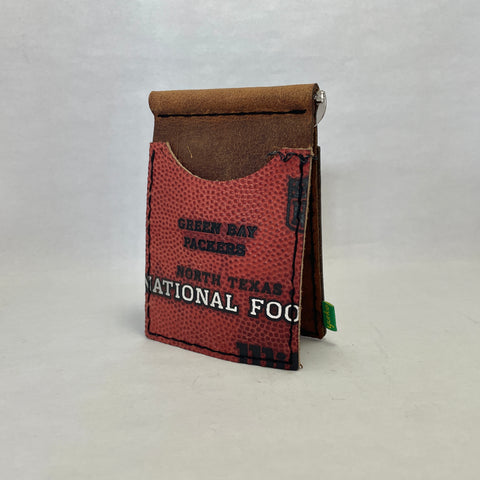 GREEN BAY
PACKERS
NORTH TEXAS
NATIONAL FOO